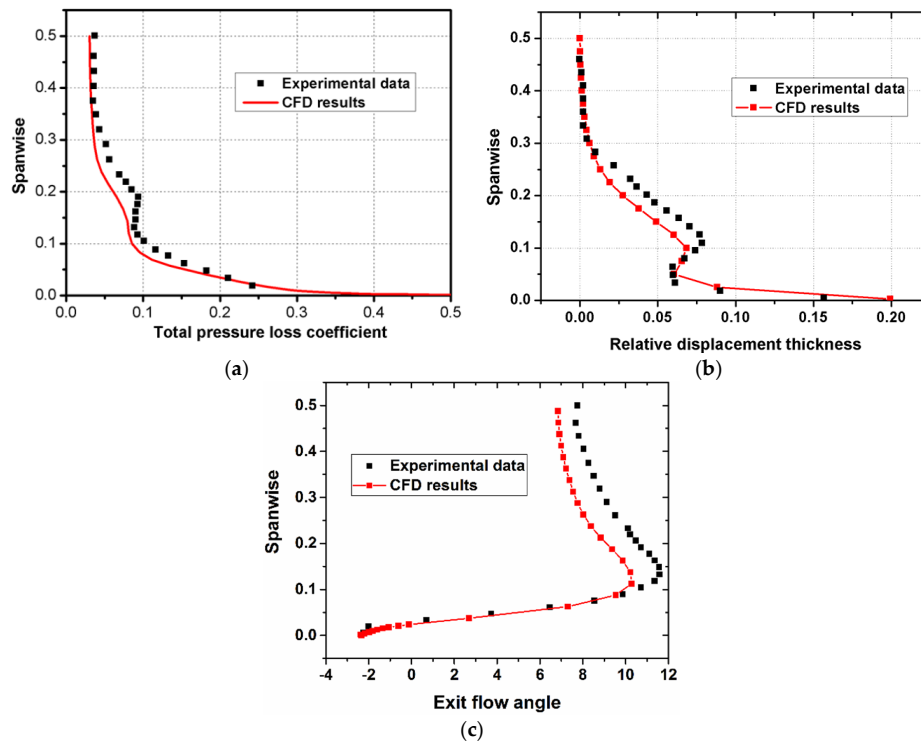 0.5
0.4
0.3
0.2
0.1
0.0
Spanwise
Experimental data
CFD results
0.0 0.1 0.2 0.3 0.4 0.5
Total pressure loss coefficient
(a)
0.5
0.4
0.3
0.2
0.1
0.0
Spanwise
Experimental data
CFD results
0.00 0.05 0.10 0.15 0.20
Relative displacement thickness
(b)
0.5
0.4
0.3
0.2
0.1
0.0
Spanwise
Experimental data
CFD results
-4 -2 0 2 4 6 8 10 12
Exit flow angle
(c)